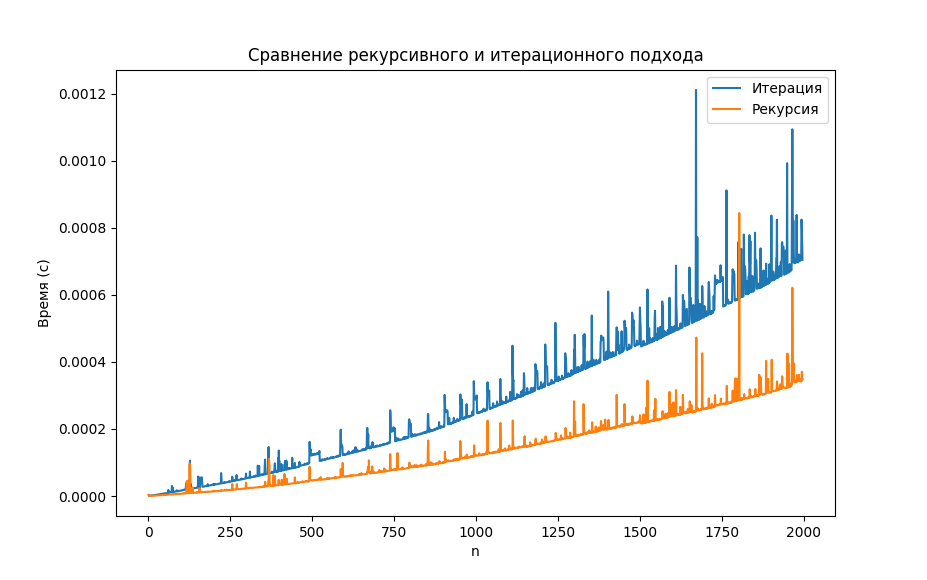 Сравнение рекурсивного и итерационного подхода
Итерация
Рекурсия
Время (с)
0.0012
0.0010
0.0008
0.0006
0.0004
0.0002
0.0000
0 250 500 750 1000 1250 1500 1750 2000
n